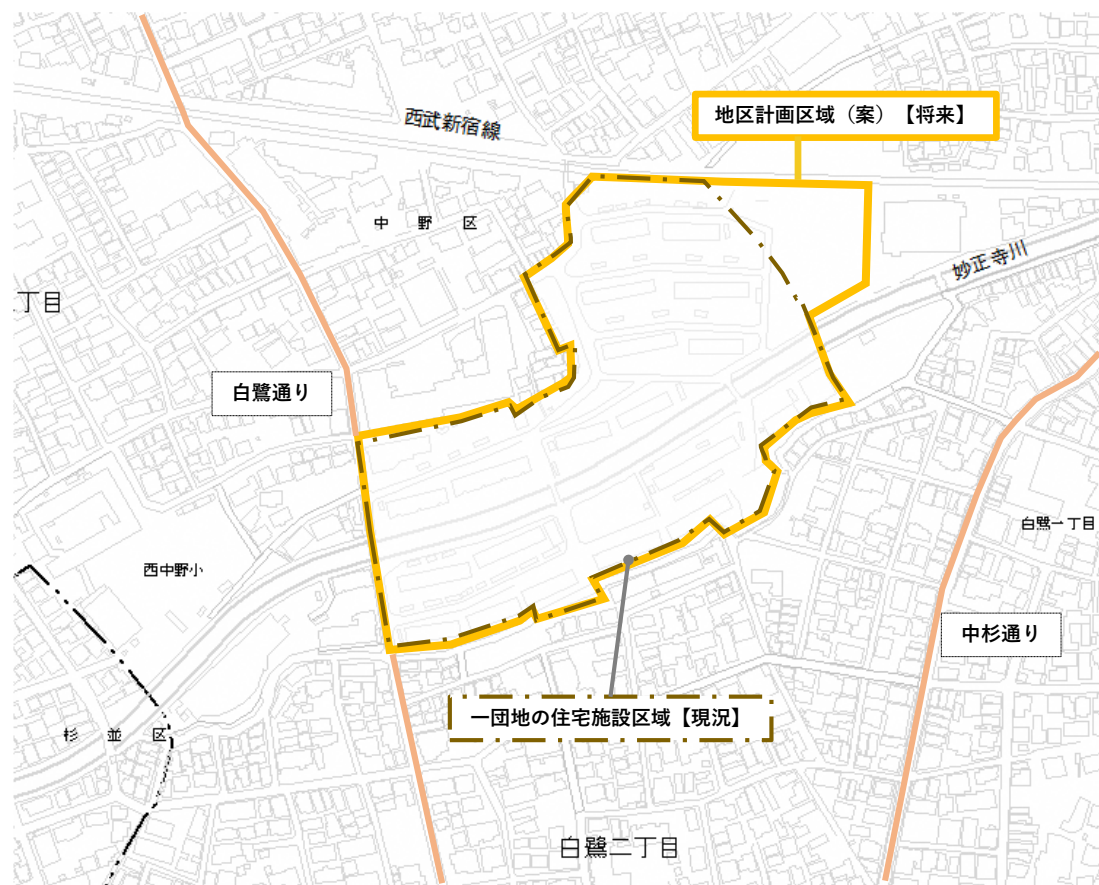 西武新宿線
地区計画区域（案）【将来】
中野区
妙正寺川
丁目
白鷺通り
白鷺一丁目
西中野小
中杉通り
一団地の住宅施設区域【現況】
杉並区
白鷺二丁目